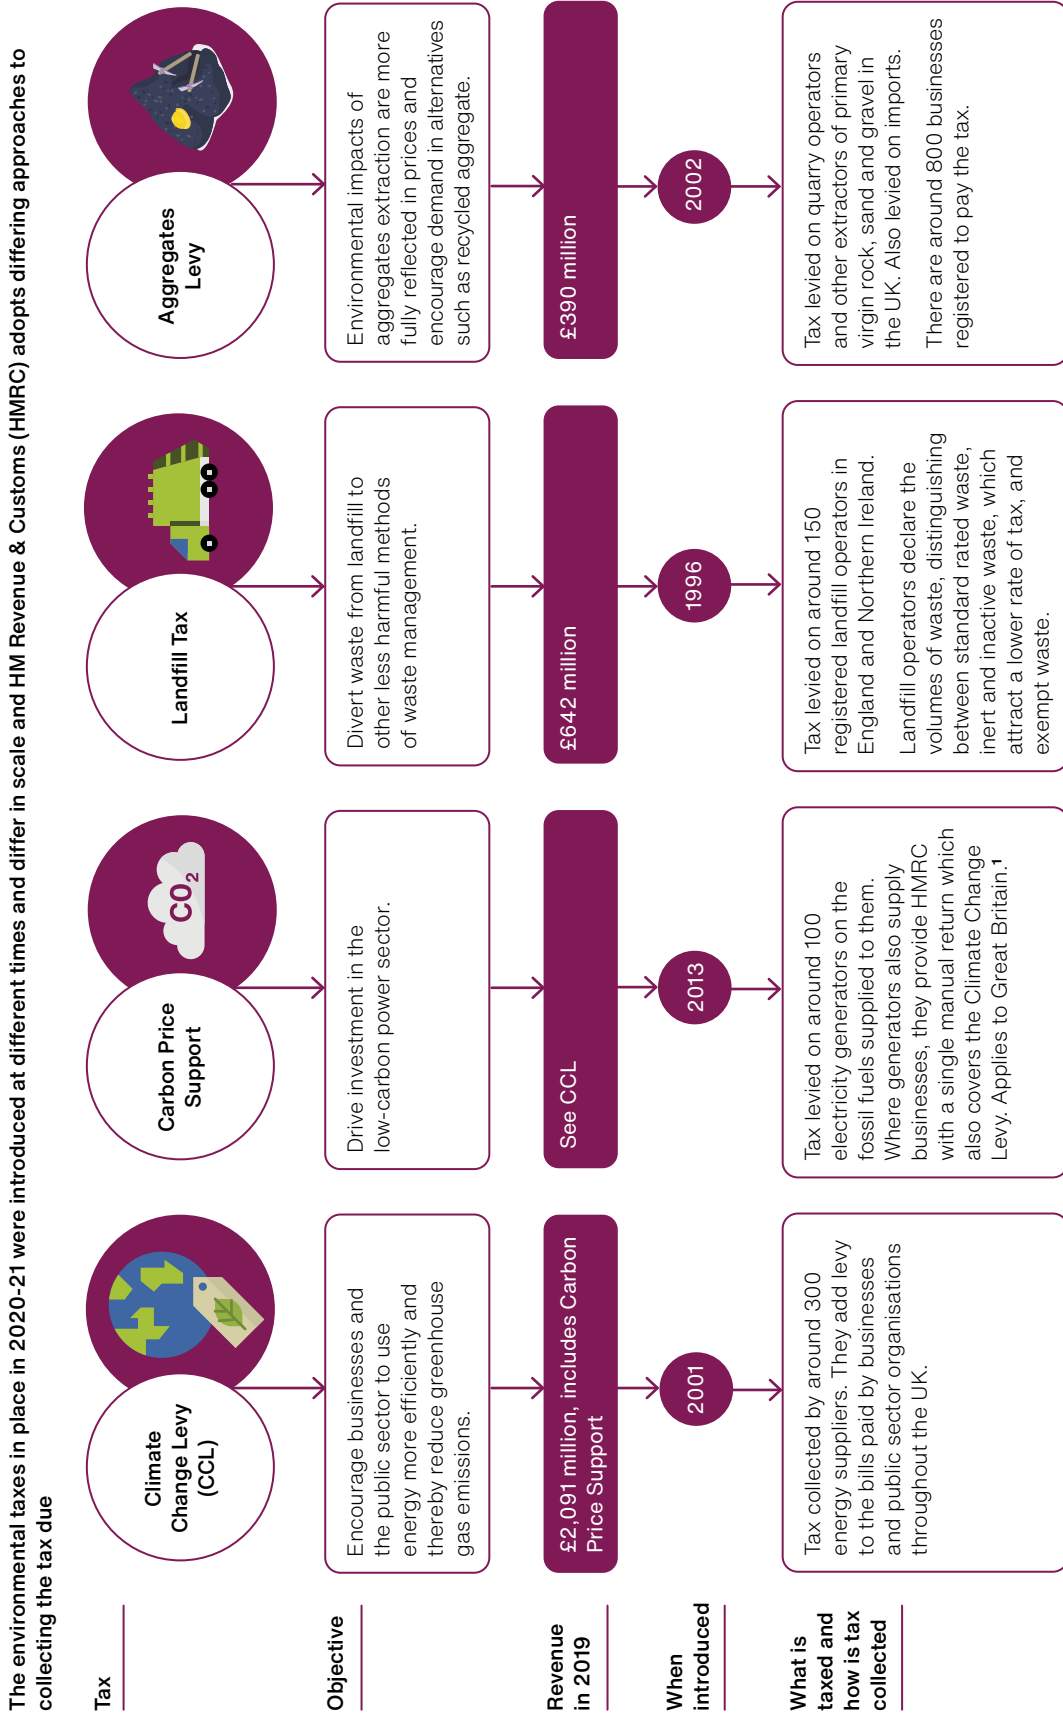 The environmental taxes in place in 2020-21 were introduced at different times and differ in scale and HM Revenue & Customs (HMRC) adopts differing approaches to
collecting the tax due
Tax
Climate
Change Levy
(CCL)
Carbon Price
Support
CO₂
Landfill Tax
Aggregates
Levy
Objective
Encourage businesses and
the public sector to use
energy more efficiently and
thereby reduce greenhouse
gas emissions.
Drive investment in the
low-carbon power sector.
Divert waste from landfill to
other less harmful methods
of waste management.
Environmental impacts of
aggregates extraction are more
fully reflected in prices and
encourage demand in alternatives
such as recycled aggregate.
Revenue
in 2019
£2,091 million, includes Carbon
Price Support
See CCL
£642 million
£390 million
When
introduced
2001
2013
1996
2002
What is
taxed and
how is tax
collected
Tax collected by around 300
energy suppliers. They add levy
to the bills paid by businesses
and public sector organisations
throughout the UK.
Tax levied on around 100
electricity generators on the
fossil fuels supplied to them.
Where generators also supply
businesses, they provide HMRC
with a single manual return which
also covers the Climate Change
Levy. Applies to Great Britain.¹
Tax levied on around 150
registered landfill operators in
England and Northern Ireland.
Landfill operators declare the
volumes of waste, distinguishing
between standard rated waste,
inert and inactive waste, which
attract a lower rate of tax, and
exempt waste.
Tax levied on quarry operators
and other extractors of primary
virgin rock, sand and gravel in
the UK. Also levied on imports.
There are around 800 businesses
registered to pay the tax.